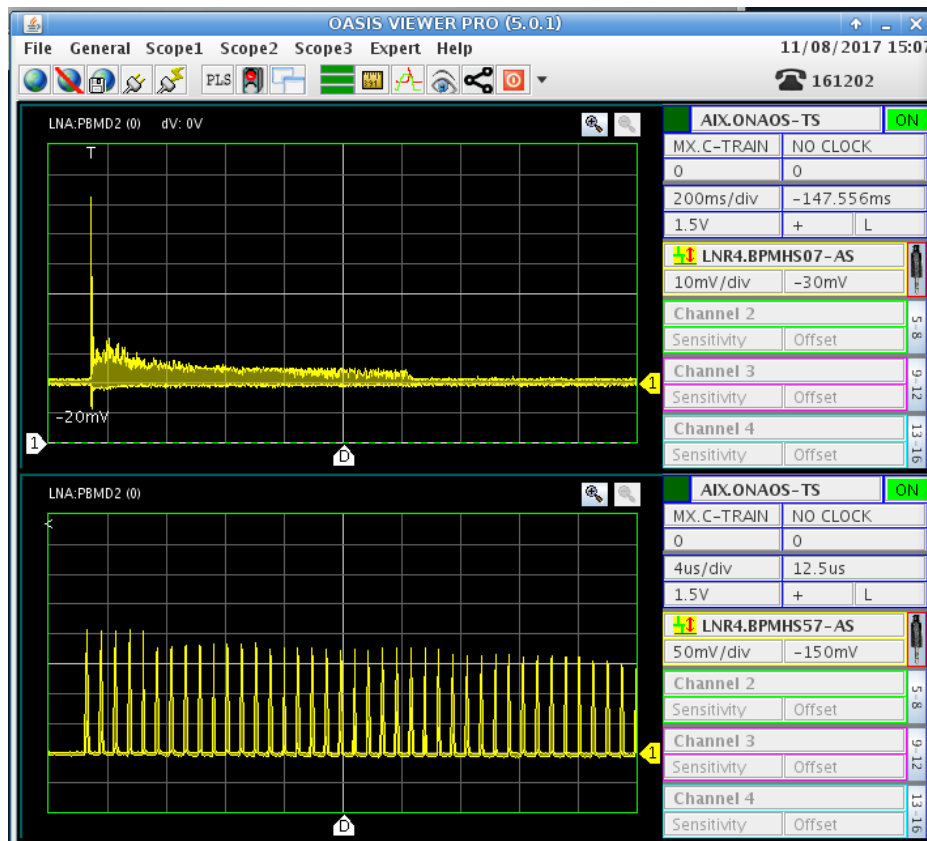 OASIS VIEWER PRO (5.0.1)
File General Scope1 Scope2 Scope3 Expert Help 11/08/2017 15:07
PLS 161202
LNA:PBMD2 (0) dV: 0V
T
-20mV
1
1
D
AIX.ONAOS-TS ON
MX.C-TRAIN NO CLOCK
0 0
200ms/div -147.556ms
1.5V + L
LNR4.BPMHS07-AS
10mV/div -30mV
Channel 2
Sensitivity Offset
5-8
Channel 3
Sensitivity Offset
9-12
Channel 4
Sensitivity Offset
13-16
LNA:PBMD2 (0)
<
1
D
AIX.ONAOS-TS ON
MX.C-TRAIN NO CLOCK
0 0
4us/div 12.5us
1.5V + L
LNR4.BPMHS57-AS
50mV/div -150mV
Channel 2
Sensitivity Offset
5-8
Channel 3
Sensitivity Offset
9-12
Channel 4
Sensitivity Offset
13-16